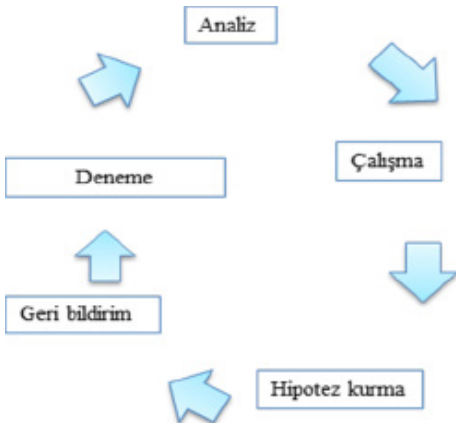 Analiz
Çalışma
Deneme
Geri bildirim
Hipotez kurma